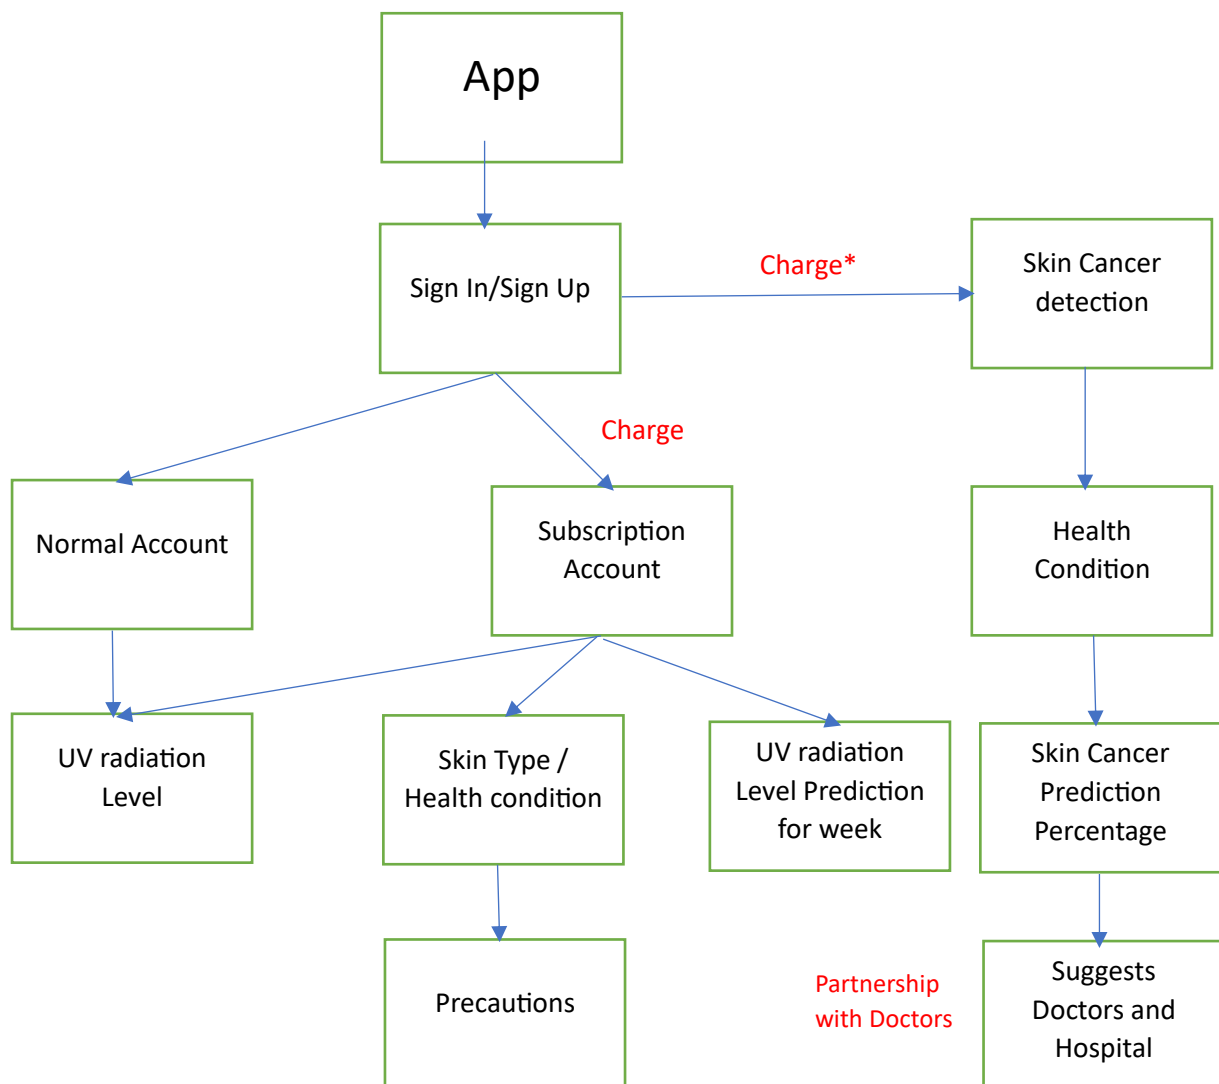 App
Sign In/Sign Up
Charge*
Skin Cancer
detection
Charge
Normal Account
Subscription
Account
Health
Condition
UV radiation
Level
Skin Type /
Health condition
UV radiation
Level Prediction
for week
Skin Cancer
Prediction
Percentage
Precautions
Partnership
with Doctors
Suggests
Doctors and
Hospital